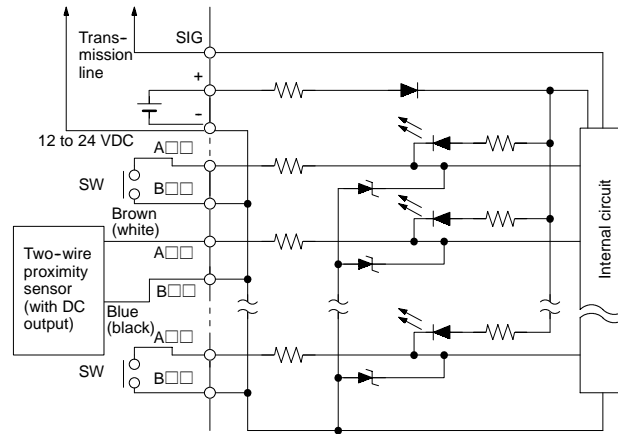 Trans-
mission
line
SIG
+
-
12 to 24 VDC
A□□
SW
B□□
Brown
(white)
Two-wire
proximity
sensor
(with DC
output)
A□□
B□□
Blue
(black)
A□□
SW
B□□
Internal circuit